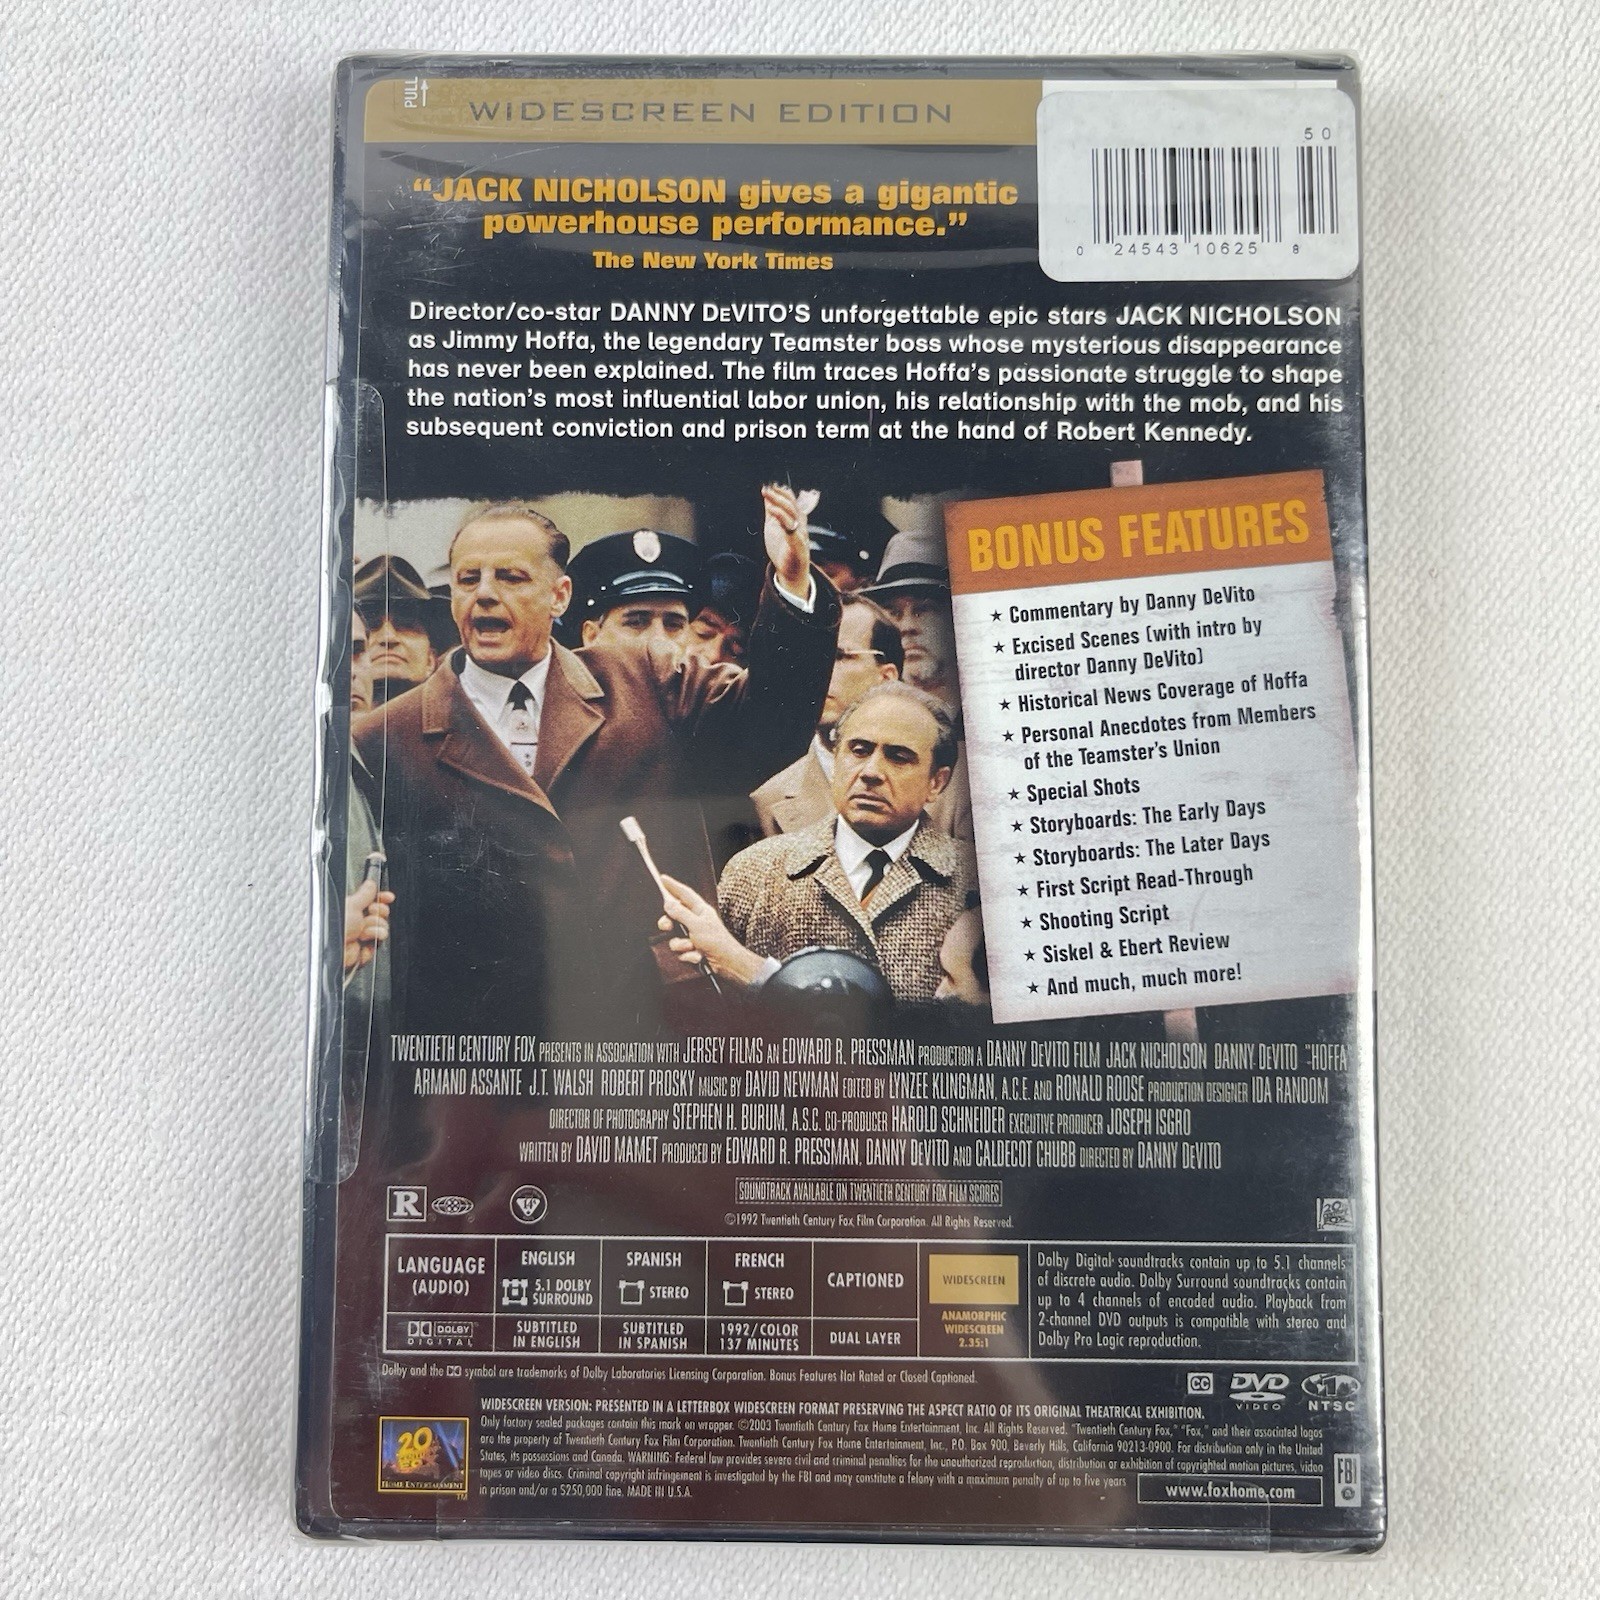 PULL
WIDESCREEN EDITION
50
0 24543 10625 8
“JACK NICHOLSON gives a gigantic
powerhouse performance.”
The New York Times
Director/co-star DANNY DEVITO'S unforgettable epic stars JACK NICHOLSON
as Jimmy Hoffa, the legendary Teamster boss whose mysterious disappearance
has never been explained. The film traces Hoffa's passionate struggle to shape
the nation's most influential labor union, his relationship with the mob, and his
subsequent conviction and prison term at the hand of Robert Kennedy.
BONUS FEATURES
★ Commentary by Danny DeVito
★ Excised Scenes (with intro by
director Danny DeVito)
★ Historical News Coverage of Hoffa
★ Personal Anecdotes from Members
of the Teamster's Union
★ Special Shots
★ Storyboards: The Early Days
★ Storyboards: The Later Days
★ First Script Read-Through
★ Shooting Script
★ Siskel & Ebert Review
★ And much, much more!
TWENTIETH CENTURY FOX PRESENTS IN ASSOCIATION WITH JERSEY FILMS AN EDWARD R. PRESSMAN PRODUCTION A DANNY DEVITO FILM JACK NICHOLSON DANNY DEVITO "HOFFA
ARMAND ASSANTE J.T. WALSH ROBERT PROSKY MUSIC BY DAVID NEWMAN EDITED BY LYNZEE KLINGMAN, A.C.E. AND RONALD ROOSE PRODUCTION DESIGNER IDA RANDOM
DIRECTOR OF PHOTOGRAPHY STEPHEN H. BURUM, A.S.C. CO-PRODUCER HAROLD SCHNEIDER EXECUTIVE PRODUCER JOSEPH ISGRO
WRITTEN BY DAVID MAMET PRODUCED BY EDWARD R. PRESSMAN, DANNY DEVITO AND CALDECOT CHUBB DIRECTED BY DANNY DEVITO
SOUNDTRACK AVAILABLE ON TWENTIETH CENTURY FOX FILM SCORES
R
©1992 Twentieth Century Fox Film Corporation. All Rights Reserved.
LANGUAGE
(AUDIO)
ENGLISH
5.1 DOLBY
SURROUND
SPANISH
STEREO
FRENCH
STEREO
CAPTIONED
DOLBY
DIGITAL
SUBTITLED
IN ENGLISH
SUBTITLED
IN SPANISH
1992/COLOR
137 MINUTES
DUAL LAYER
WIDESCREEN
ANAMORPHIC
WIDESCREEN
2.35:1
Dolby Digital soundtracks contain up to 5.1 channels
of discrete audio. Dolby Surround soundtracks contain
up to 4 channels of encoded audio. Playback from
2-channel DVD outputs is compatible with stereo and
Dolby Pro Logic reproduction.
Dolby and the DD symbol are trademarks of Dolby Laboratories Licensing Corporation. Bonus Features Not Rated or Closed Captioned.
CC
DVD
VIDEO
NTSC
WIDESCREEN VERSION: PRESENTED IN A LETTERBOX WIDESCREEN FORMAT PRESERVING THE ASPECT RATIO OF ITS ORIGINAL THEATRICAL EXHIBITION.
Only factory sealed packages contain this mark on wrapper. ©2003 Twentieth Century Fox Home Entertainment, Inc. All Rights Reserved. "Twentieth Century Fox," "Fox," and their associated logos
are the property of Twentieth Century Fox Film Corporation. Twentieth Century Fox Home Entertainment, Inc., P.O. Box 900, Beverly Hills, California 90213-0900. For distribution only in the United
States, its possessions and Canada. WARNING: Federal law provides severe civil and criminal penalties for the unauthorized reproduction, distribution or exhibition of copyrighted motion pictures, video
tapes or video discs. Criminal copyright infringement is investigated by the FBI and may constitute a felony with a maximum penalty of up to five years
in prison and/or a $250,000 fine. MADE IN U.S.A.
20
HOME ENTERTAINMENT
TM
www.foxhome.com
FBI